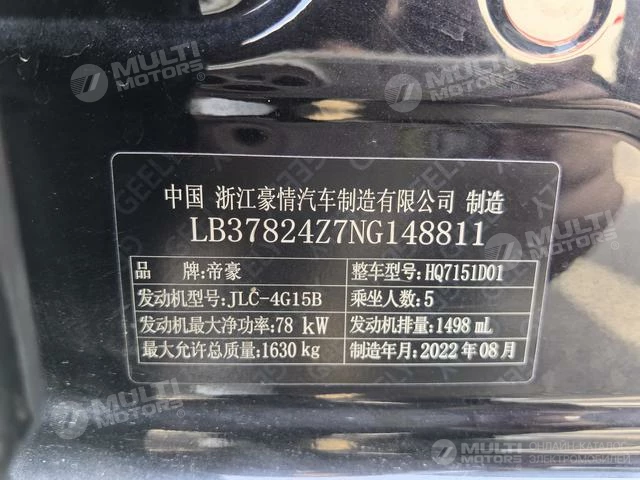 MULTI MOTORS
MULTI MOTORS
中国 浙江豪情汽车制造有限公司 制造
LB37824Z7NG148811
品 牌:帝豪 整车型号:HQ7151D01
发动机型号:JLC-4G15B 乘坐人数:5
发动机最大净功率:78 kW 发动机排量:1498 mL
最大允许总质量:1630 kg 制造年月:2022 年 08 月
MULTI MOTORS
MULTI MOTORS
ОНЛАЙН-КАТАЛОГ
ЭЛЕКТРОМОБИЛЕЙ